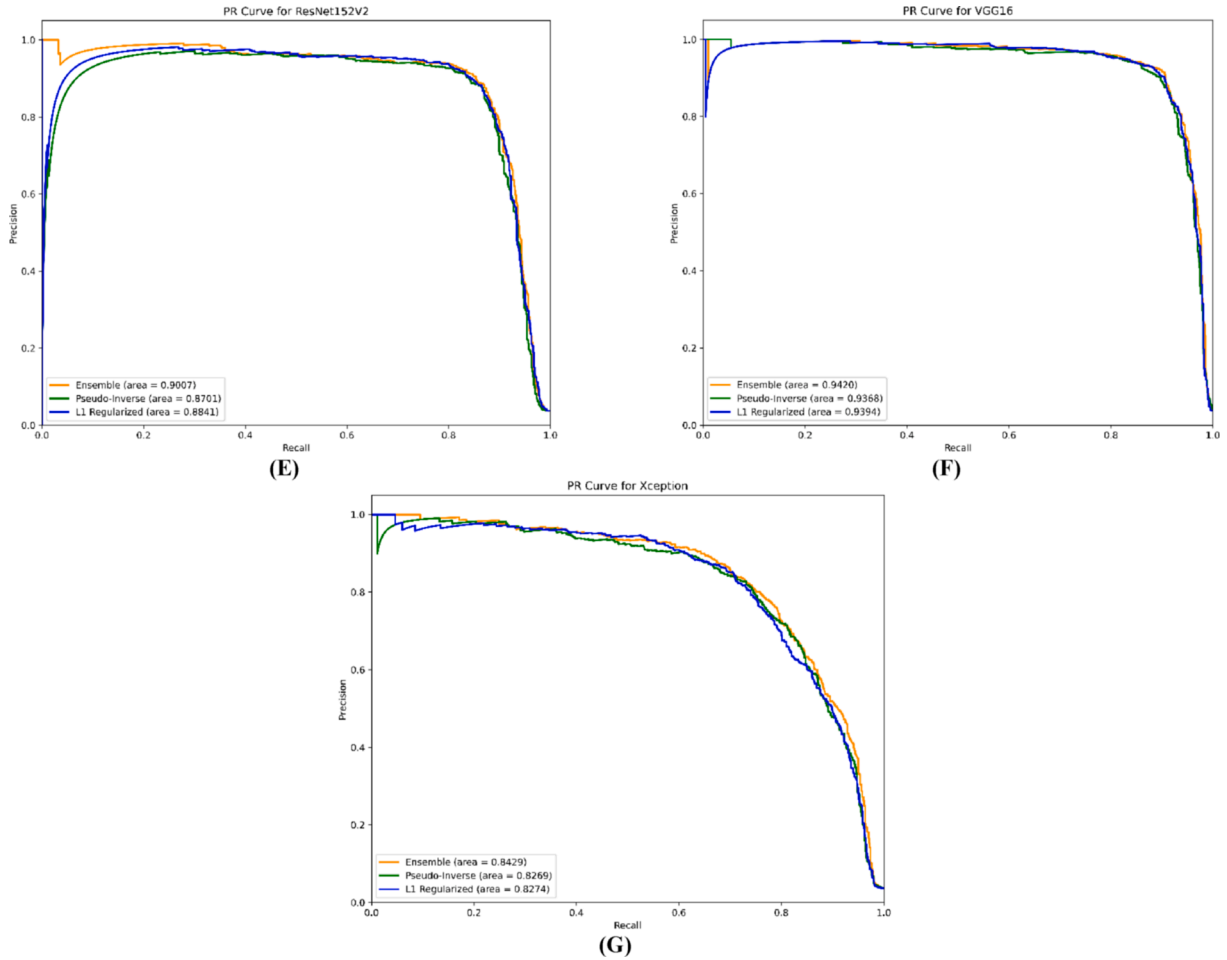 PR Curve for ResNet152V2
1.0
0.8
0.6
0.4
0.2
0.0
Precision
Ensemble (area = 0.9007)
Pseudo-Inverse (area = 0.8701)
L1 Regularized (area = 0.8841)
0.0 0.2 0.4 0.6 0.8 1.0
Recall
(E)
PR Curve for VGG16
1.0
0.8
0.6
0.4
0.2
0.0
Precision
Ensemble (area = 0.9420)
Pseudo-Inverse (area = 0.9368)
L1 Regularized (area = 0.9394)
0.0 0.2 0.4 0.6 0.8 1.0
Recall
(F)
PR Curve for Xception
1.0
0.8
0.6
0.4
0.2
0.0
Precision
Ensemble (area = 0.8429)
Pseudo-Inverse (area = 0.8269)
L1 Regularized (area = 0.8274)
0.0 0.2 0.4 0.6 0.8 1.0
Recall
(G)